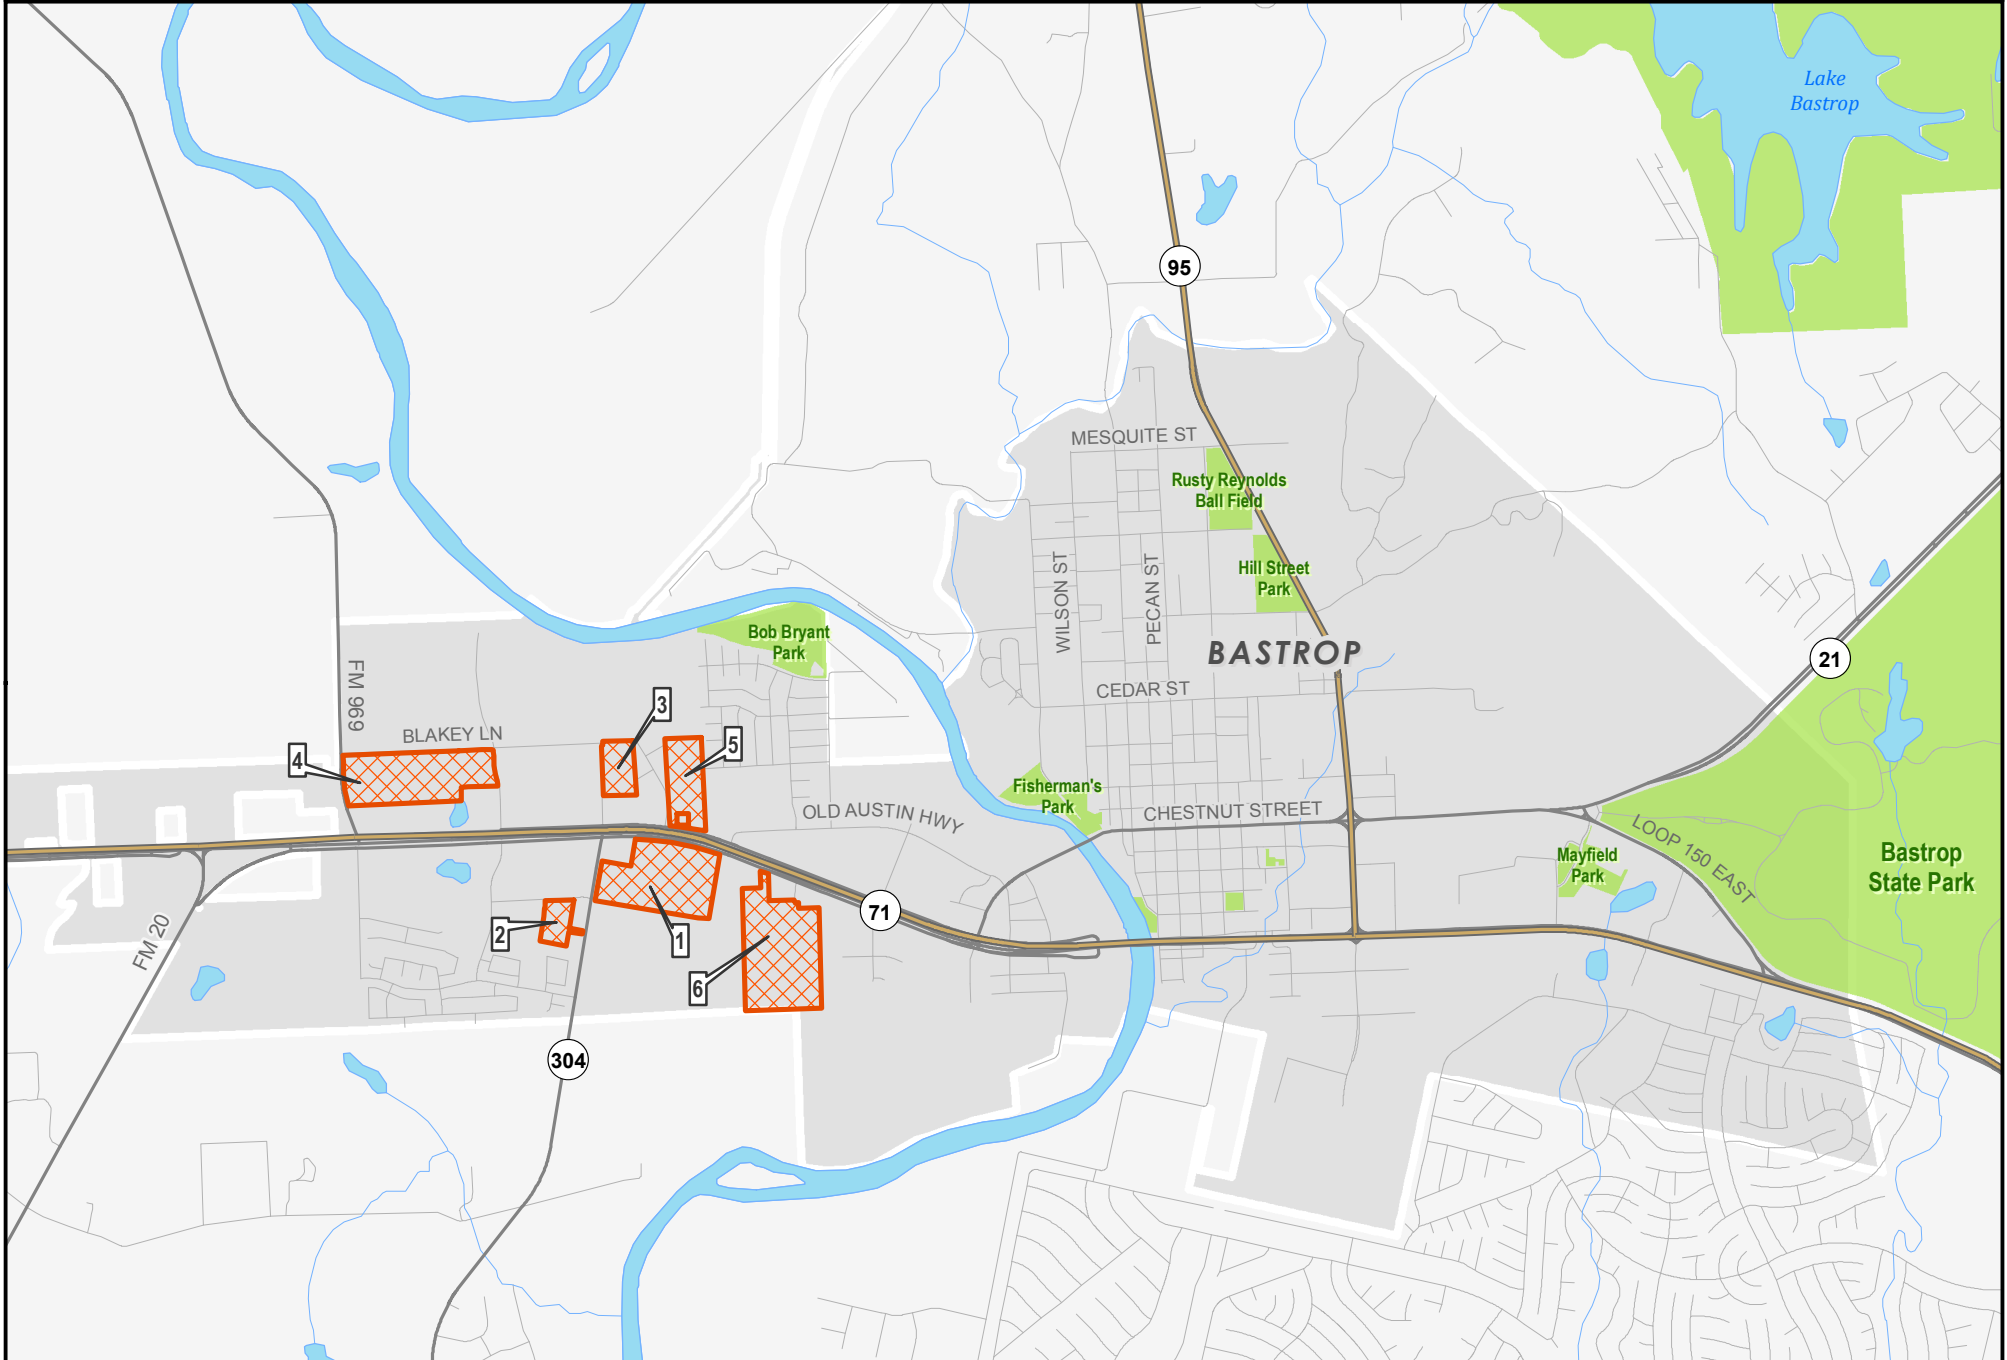 Lake
Bastrop
95
MESQUITE ST
Rusty Reynolds
Ball Field
WILSON ST
PECAN ST
Hill Street
Park
Bob Bryant
Park
BASTROP
21
FM 969
CEDAR ST
3
BLAKEY LN
5
4
Fisherman's
Park
OLD AUSTIN HWY
CHESTNUT STREET
LOOP 150 EAST
Mayfield
Park
Bastrop
State Park
71
FM 20
2
1
6
304